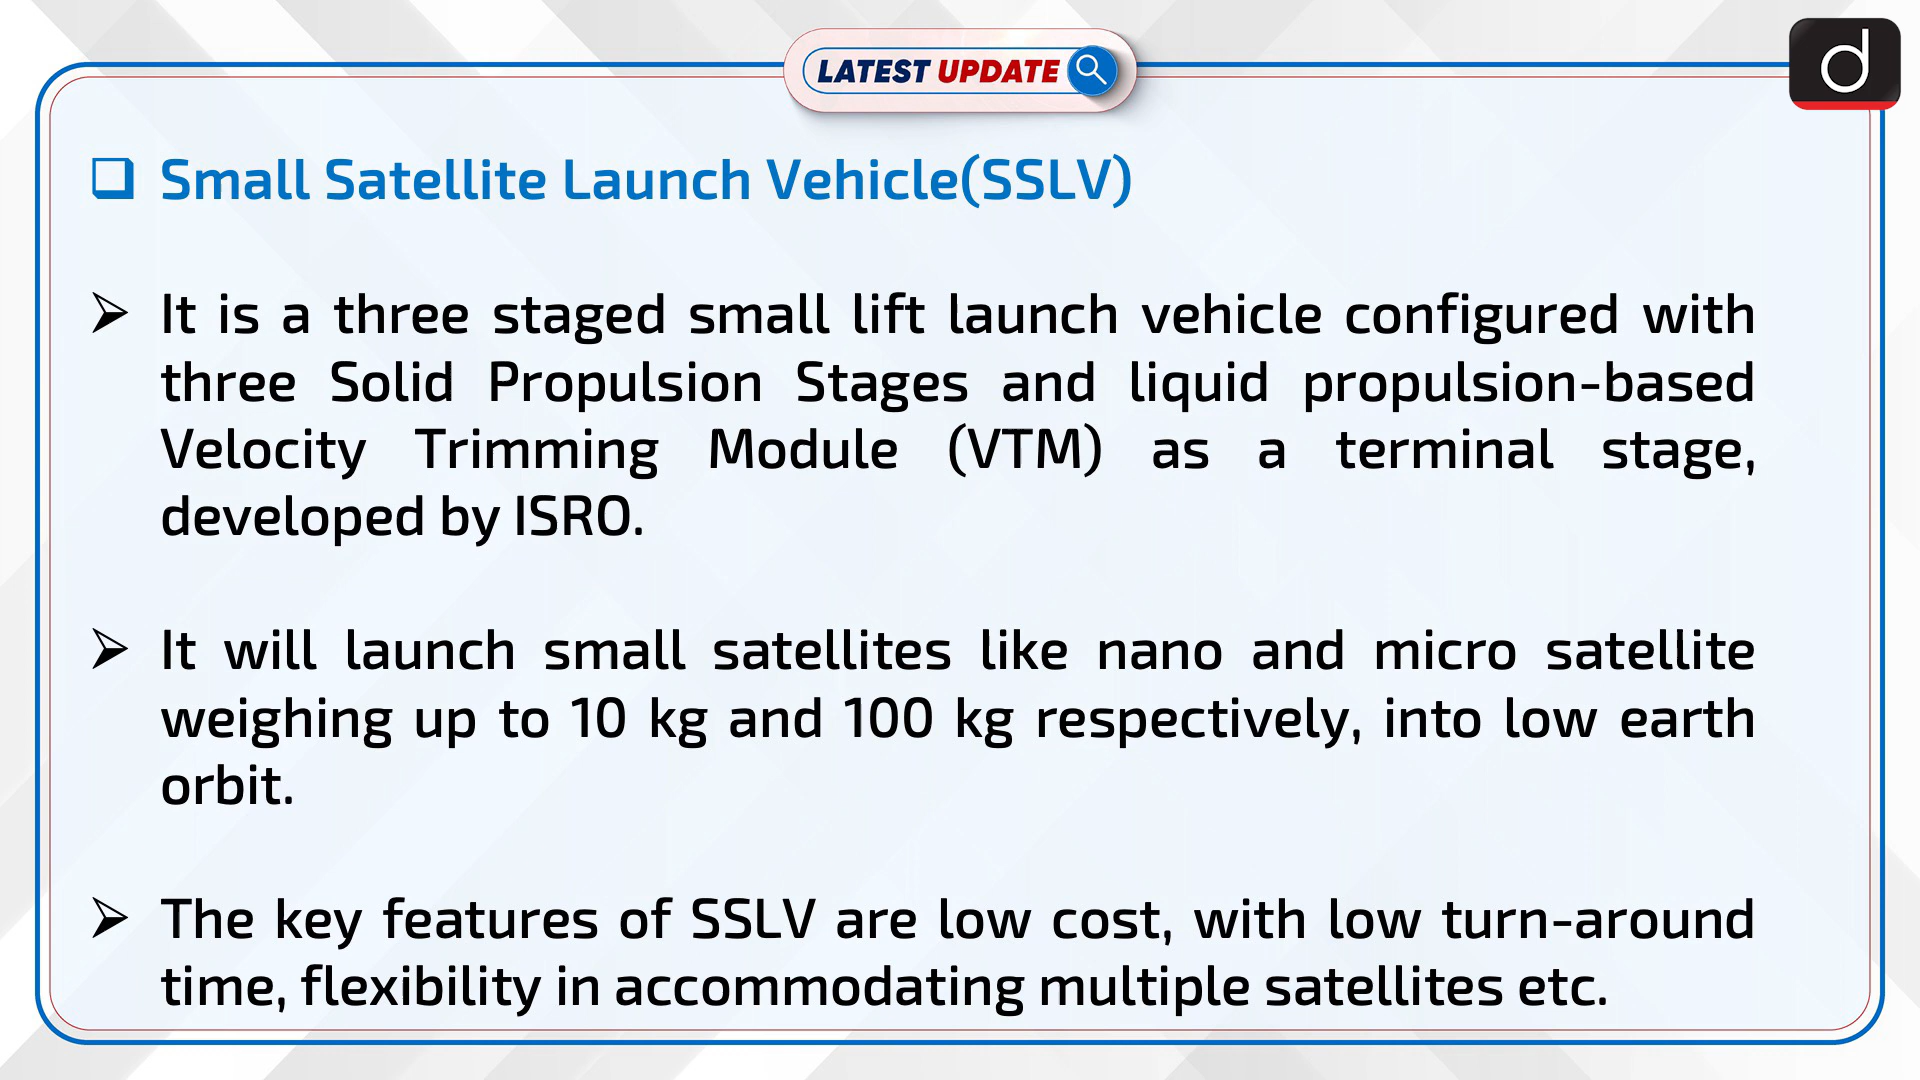 LATEST UPDATE
d
Small Satellite Launch Vehicle(SSLV)
It is a three staged small lift launch vehicle configured with
three Solid Propulsion Stages and liquid propulsion-based
Velocity Trimming Module (VTM) as a terminal stage,
developed by ISRO.
It will launch small satellites like nano and micro satellite
weighing up to 10 kg and 100 kg respectively, into low earth
orbit.
The key features of SSLV are low cost, with low turn-around
time, flexibility in accommodating multiple satellites etc.